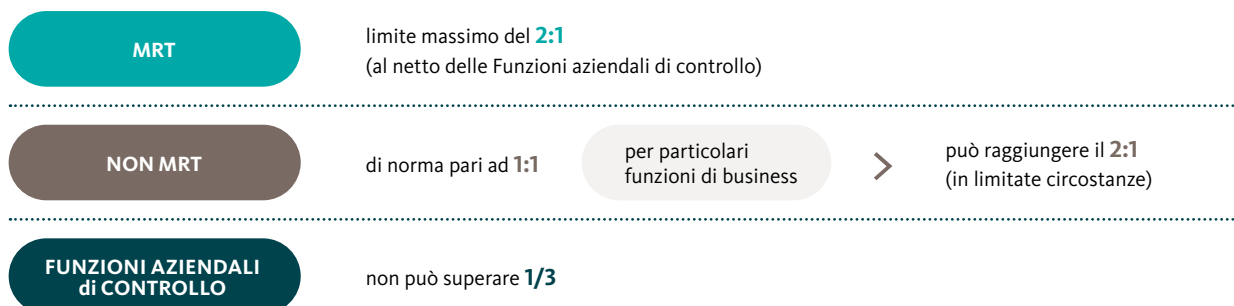 MRT
limite massimo del 2:1
(al netto delle Funzioni aziendali di controllo)
NON MRT
di norma pari ad 1:1
per particolari
funzioni di business
>
può raggiungere il 2:1
(in limitate circostanze)
FUNZIONI AZIENDALI
di CONTROLLO
non può superare 1/3